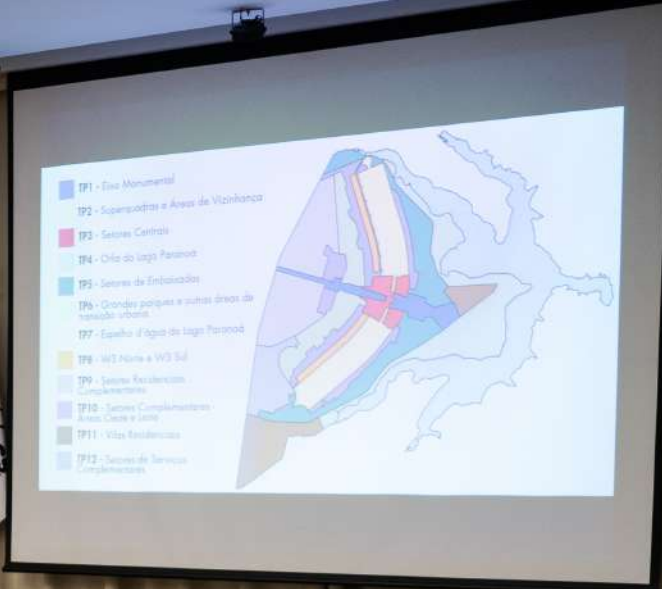 TP1 - Eixo Monumental
TP2 - Superquadras e Áreas de Vizinhança
TP3 - Setores Centrais
TP4 - Orla do Lago Paranoá
TP5 - Setores de Embaixadas
TP6 - Grandes parques e outras áreas de
transição urbana
TP7 - Espelho d'água do Lago Paranoá
TP8 - W3 Norte e W3 Sul
TP9 - Setores Residenciais
Complementares
TP10 - Setores Complementares
Áreas Oeste e Leste
TP11 - Vilas Residenciais
TP12 - Setores de Serviços
Complementares